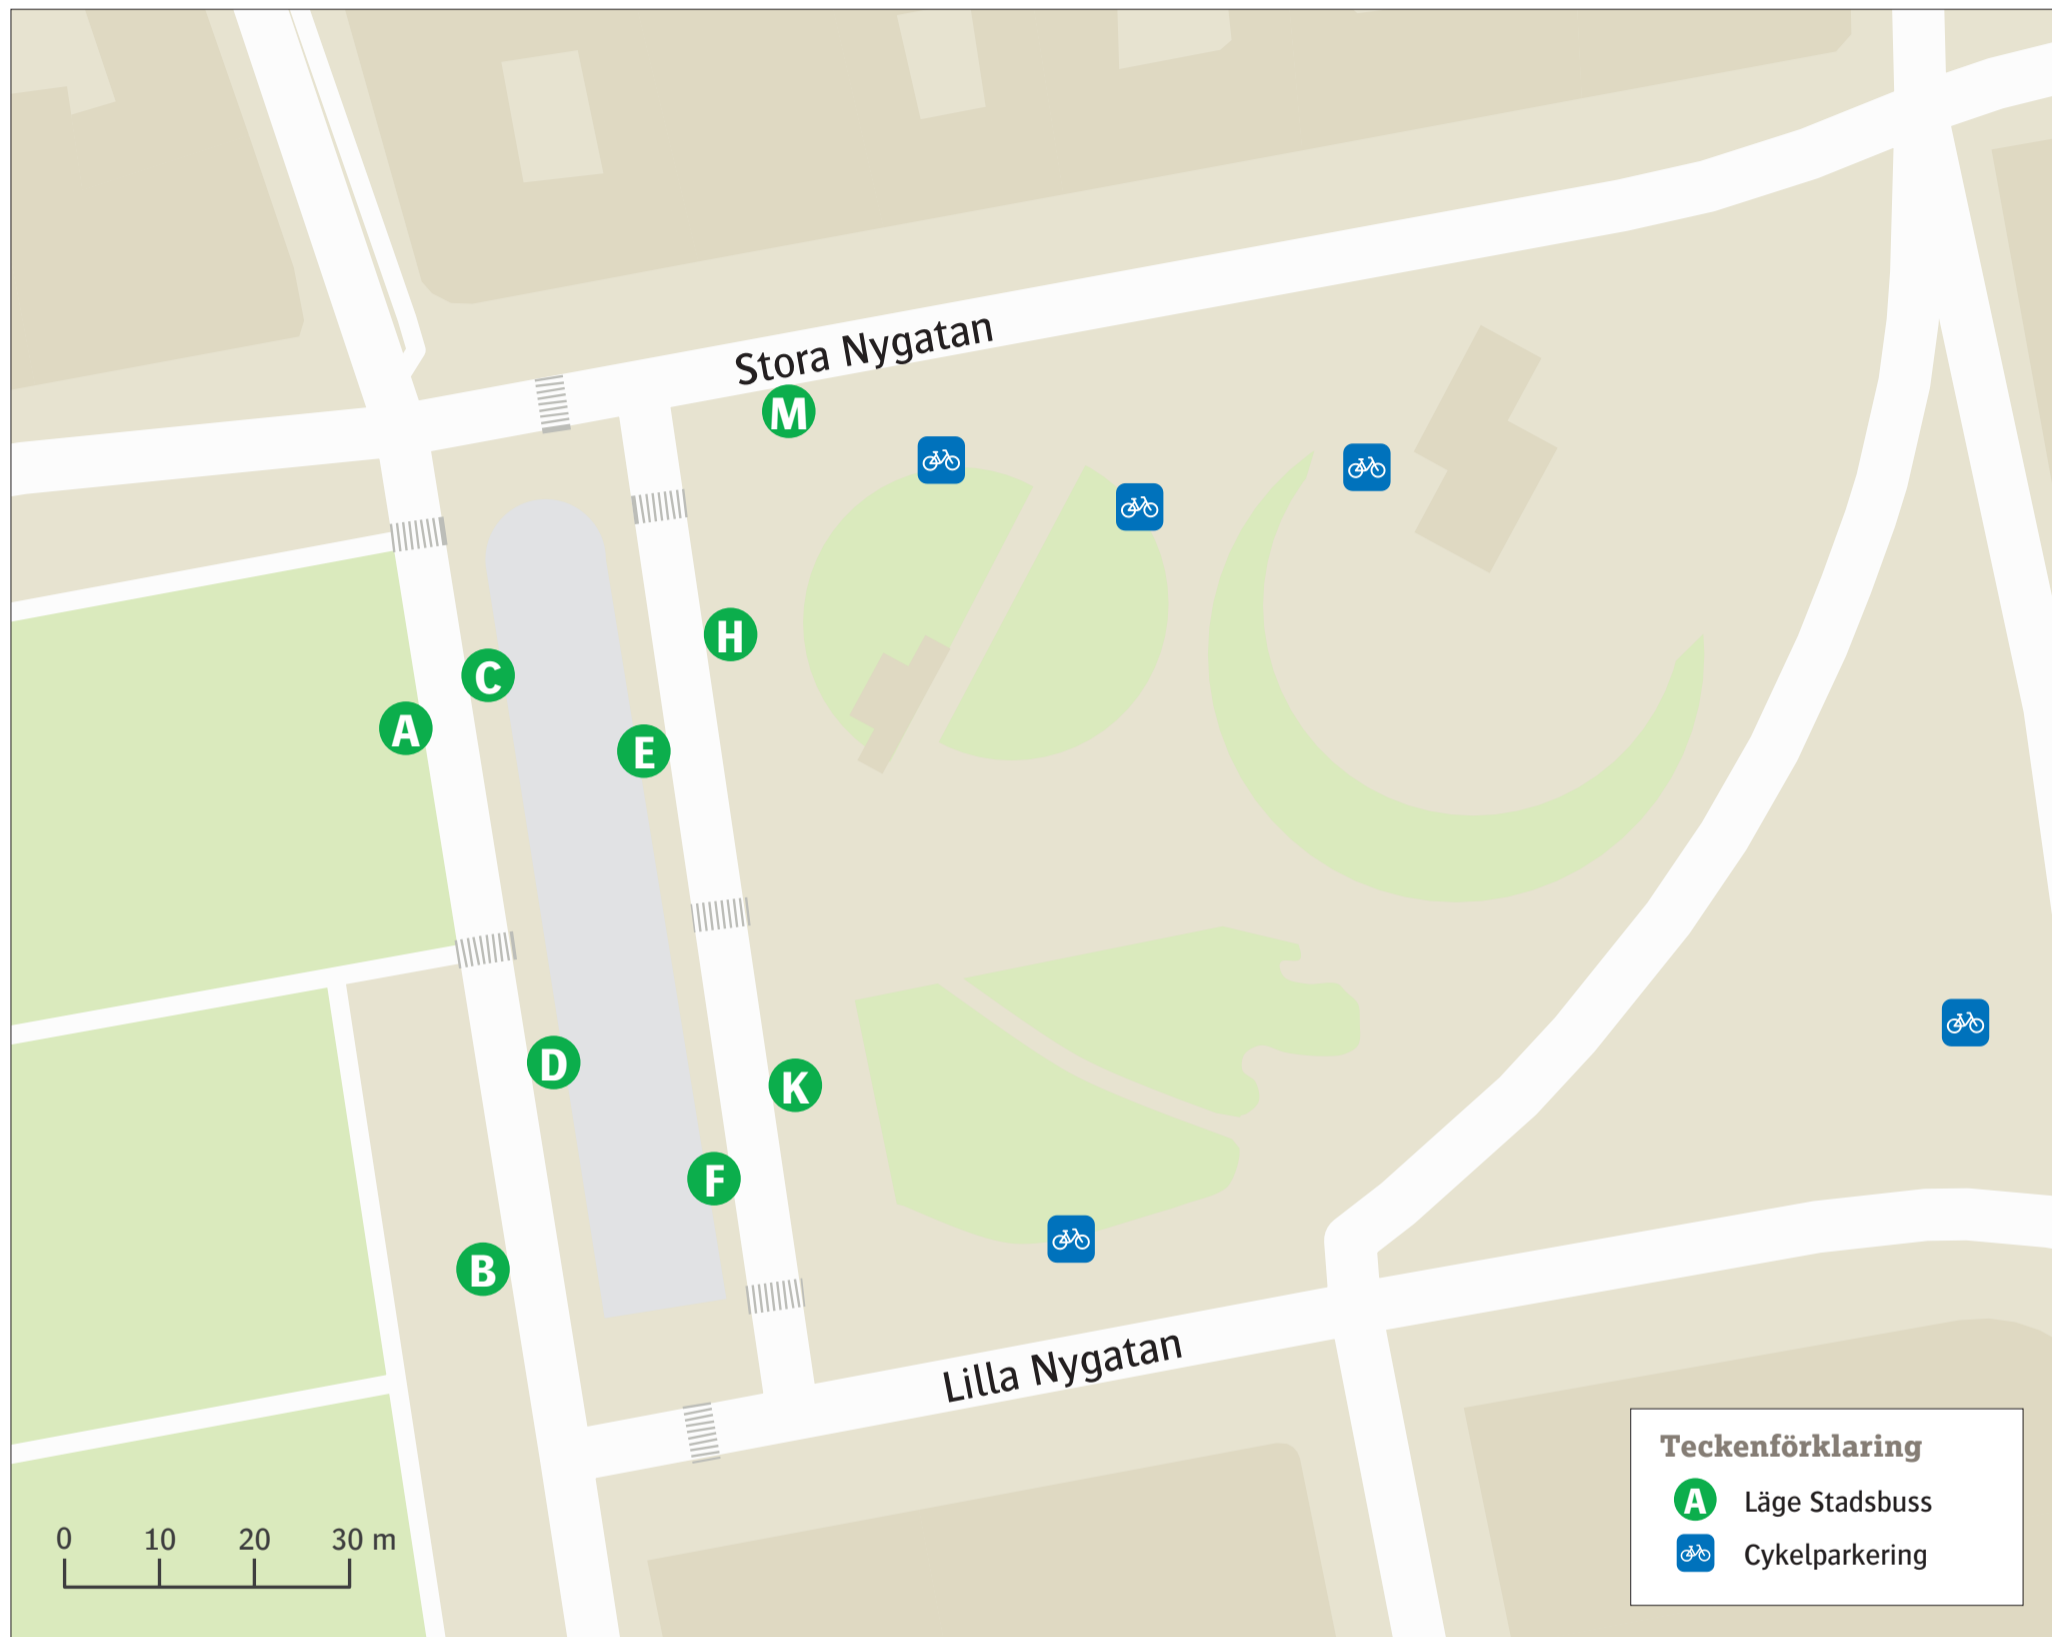 Stora Nygatan
M
H
C
A
E
D
K
F
B
Lilla Nygatan
0 10 20 30 m
Teckenförklaring
A Läge Stadsbuss
Cykelparkering